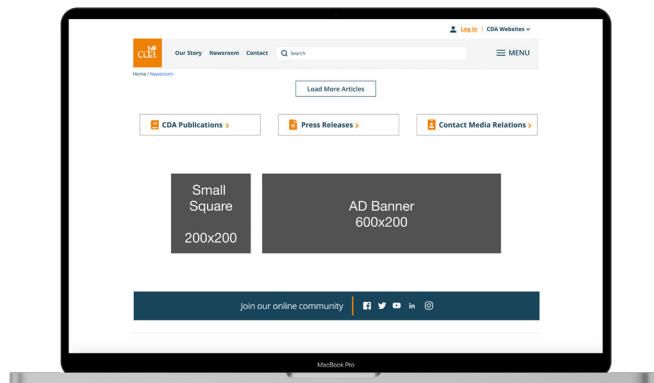 Log In | CDA Websites
cda
Our Story Newsroom Contact Search MENU
Home / Newsroom
Load More Articles
CDA Publications Press Releases Contact Media Relations
Small
Square
200x200
AD Banner
600x200
Join our online community
MacBook Pro